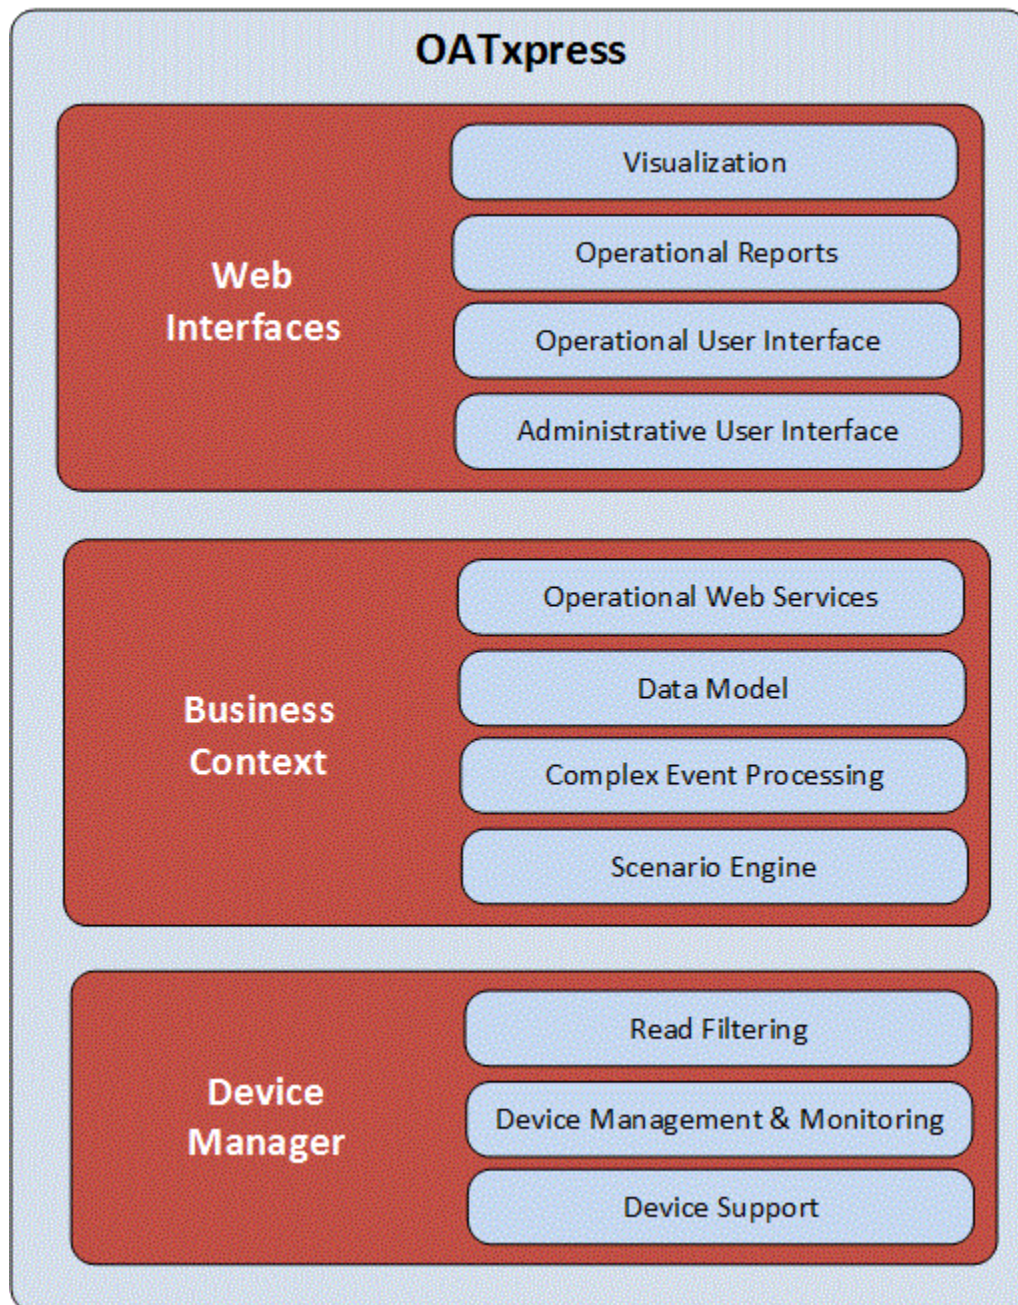 OATxpress
Web
Interfaces
Visualization
Operational Reports
Operational User Interface
Administrative User Interface
Business
Context
Operational Web Services
Data Model
Complex Event Processing
Scenario Engine
Device
Manager
Read Filtering
Device Management & Monitoring
Device Support